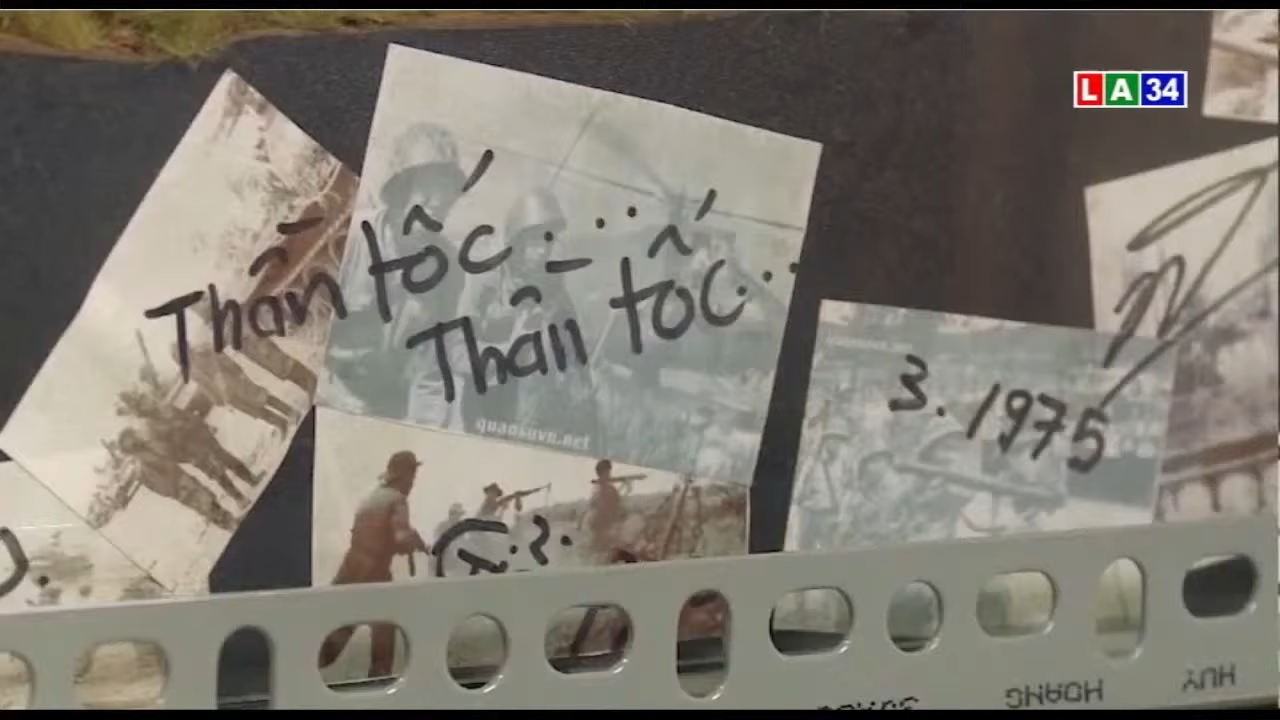 LA34
Thần tốc...
Thần tốc...
3.1975
quansuvn.net
HOANG
HUY